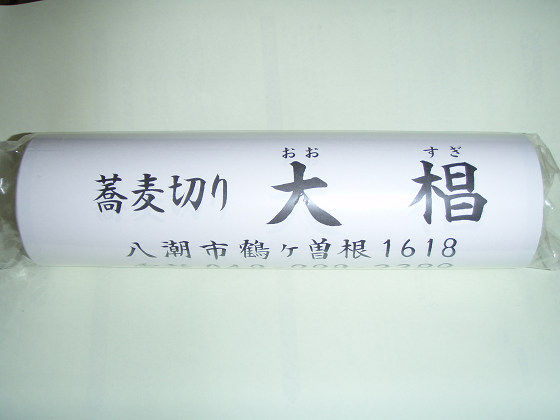 おお すぎ
蕎麦切り 大 椙
八潮市鶴ヶ曽根1618